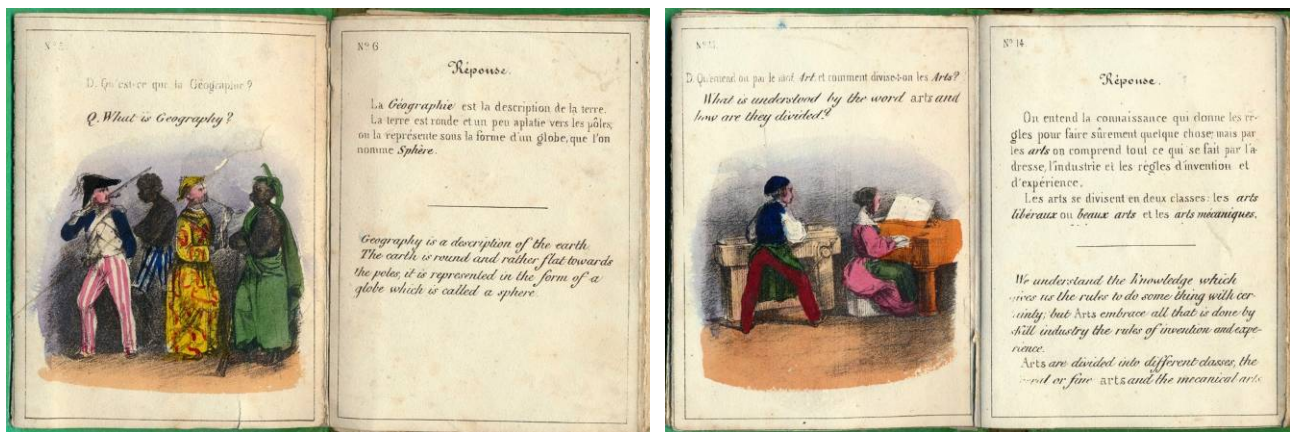 D. Qu'est-ce que la Géographie?
Q. What is Geography?
Nº 6
Réponse.
La Géographie est la description de la terre.
La terre est ronde et un peu aplatie vers les pôles,
on la représente sous la forme d'un globe, que l'on
nomme Sphère.
Geography is a description of the earth.
The earth is round and rather flat towards
the poles, it is represented in the form of a
globe which is called a sphere
D. Qu'entend on par le mot Art et comment divise-t-on les Arts?
What is understood by the word arts and
how are they divided?
Nº 14
Réponse.
On entend la connaissance qui donne les rè-
gles pour faire sûrement quelque chose; mais par
les arts on comprend tout ce qui se fait par l'a-
dresse, l'industrie et les règles d'invention et
d'expérience.
Les arts se divisent en deux classes: les arts
libéraux ou beaux arts et les arts mécaniques.
We understand the knowledge which
gives us the rules to do some thing with cer-
tainly; but Arts embrace all that is done by
skill industry the rules of invention and expe-
rience.
Arts are divided into different classes, the
or fine arts and the mecanical arts